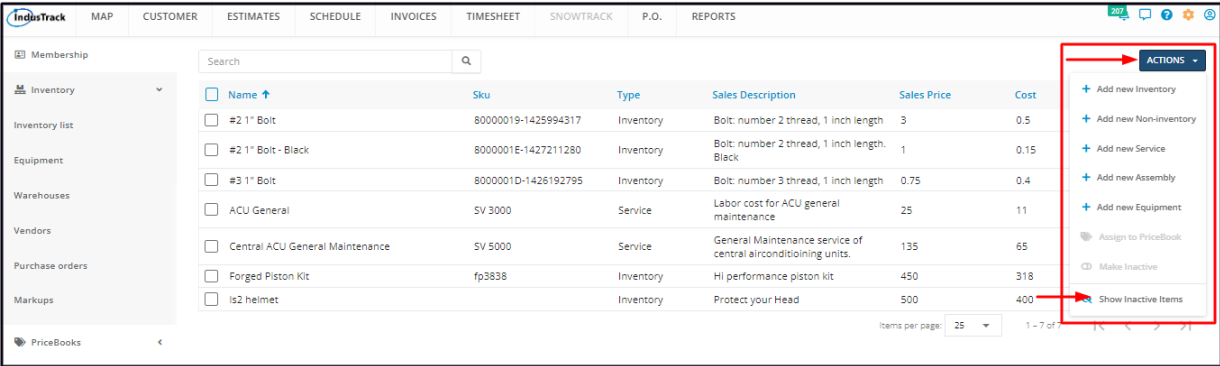 IndusTrack MAP CUSTOMER ESTIMATES SCHEDULE INVOICES TIMESHEET SNOWTRACK P.O. REPORTS 207
Membership
Inventory
Inventory list
Equipment
Warehouses
Vendors
Purchase orders
Markups
PriceBooks
Search
ACTIONS
Name Sku Type Sales Description Sales Price Cost
#2 1" Bolt 80000019-1425994317 Inventory Bolt: number 2 thread, 1 inch length 3 0.5
#2 1" Bolt - Black 8000001E-1427211280 Inventory Bolt: number 2 thread, 1 inch length. 1 0.15
Black
#3 1" Bolt 8000001D-1426192795 Inventory Bolt: number 3 thread, 1 inch length 0.75 0.4
ACU General SV 3000 Service Labor cost for ACU general 25 11
maintenance
Central ACU General Maintenance SV 5000 Service General Maintenance service of 135 65
central airconditioining units.
Forged Piston Kit fp3838 Inventory Hi performance piston kit 450 318
ls2 helmet Inventory Protect your Head 500 400
Items per page: 25 1 – 7 of 7
Add new Inventory
Add new Non-inventory
Add new Service
Add new Assembly
Add new Equipment
Assign to PriceBook
Make Inactive
Show Inactive Items